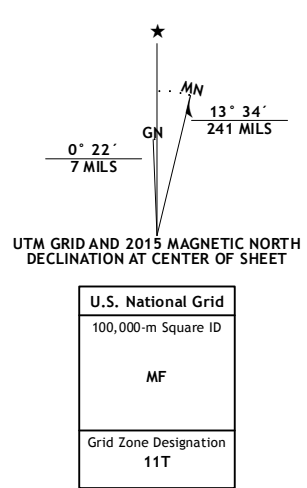 ★
MN
GN
13° 34´
241 MILS
0° 22´
7 MILS
UTM GRID AND 2015 MAGNETIC NORTH
DECLINATION AT CENTER OF SHEET
U.S. National Grid
100,000-m Square ID
MF
Grid Zone Designation
11T